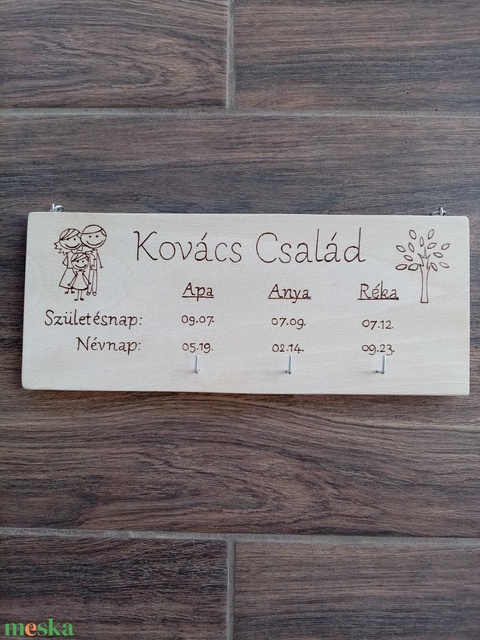 Kovács Család
Apa Anya Réka
Születésnap: 09.07. 07.09. 07.12.
Névnap: 05.19. 02.14. 09.23.
meska